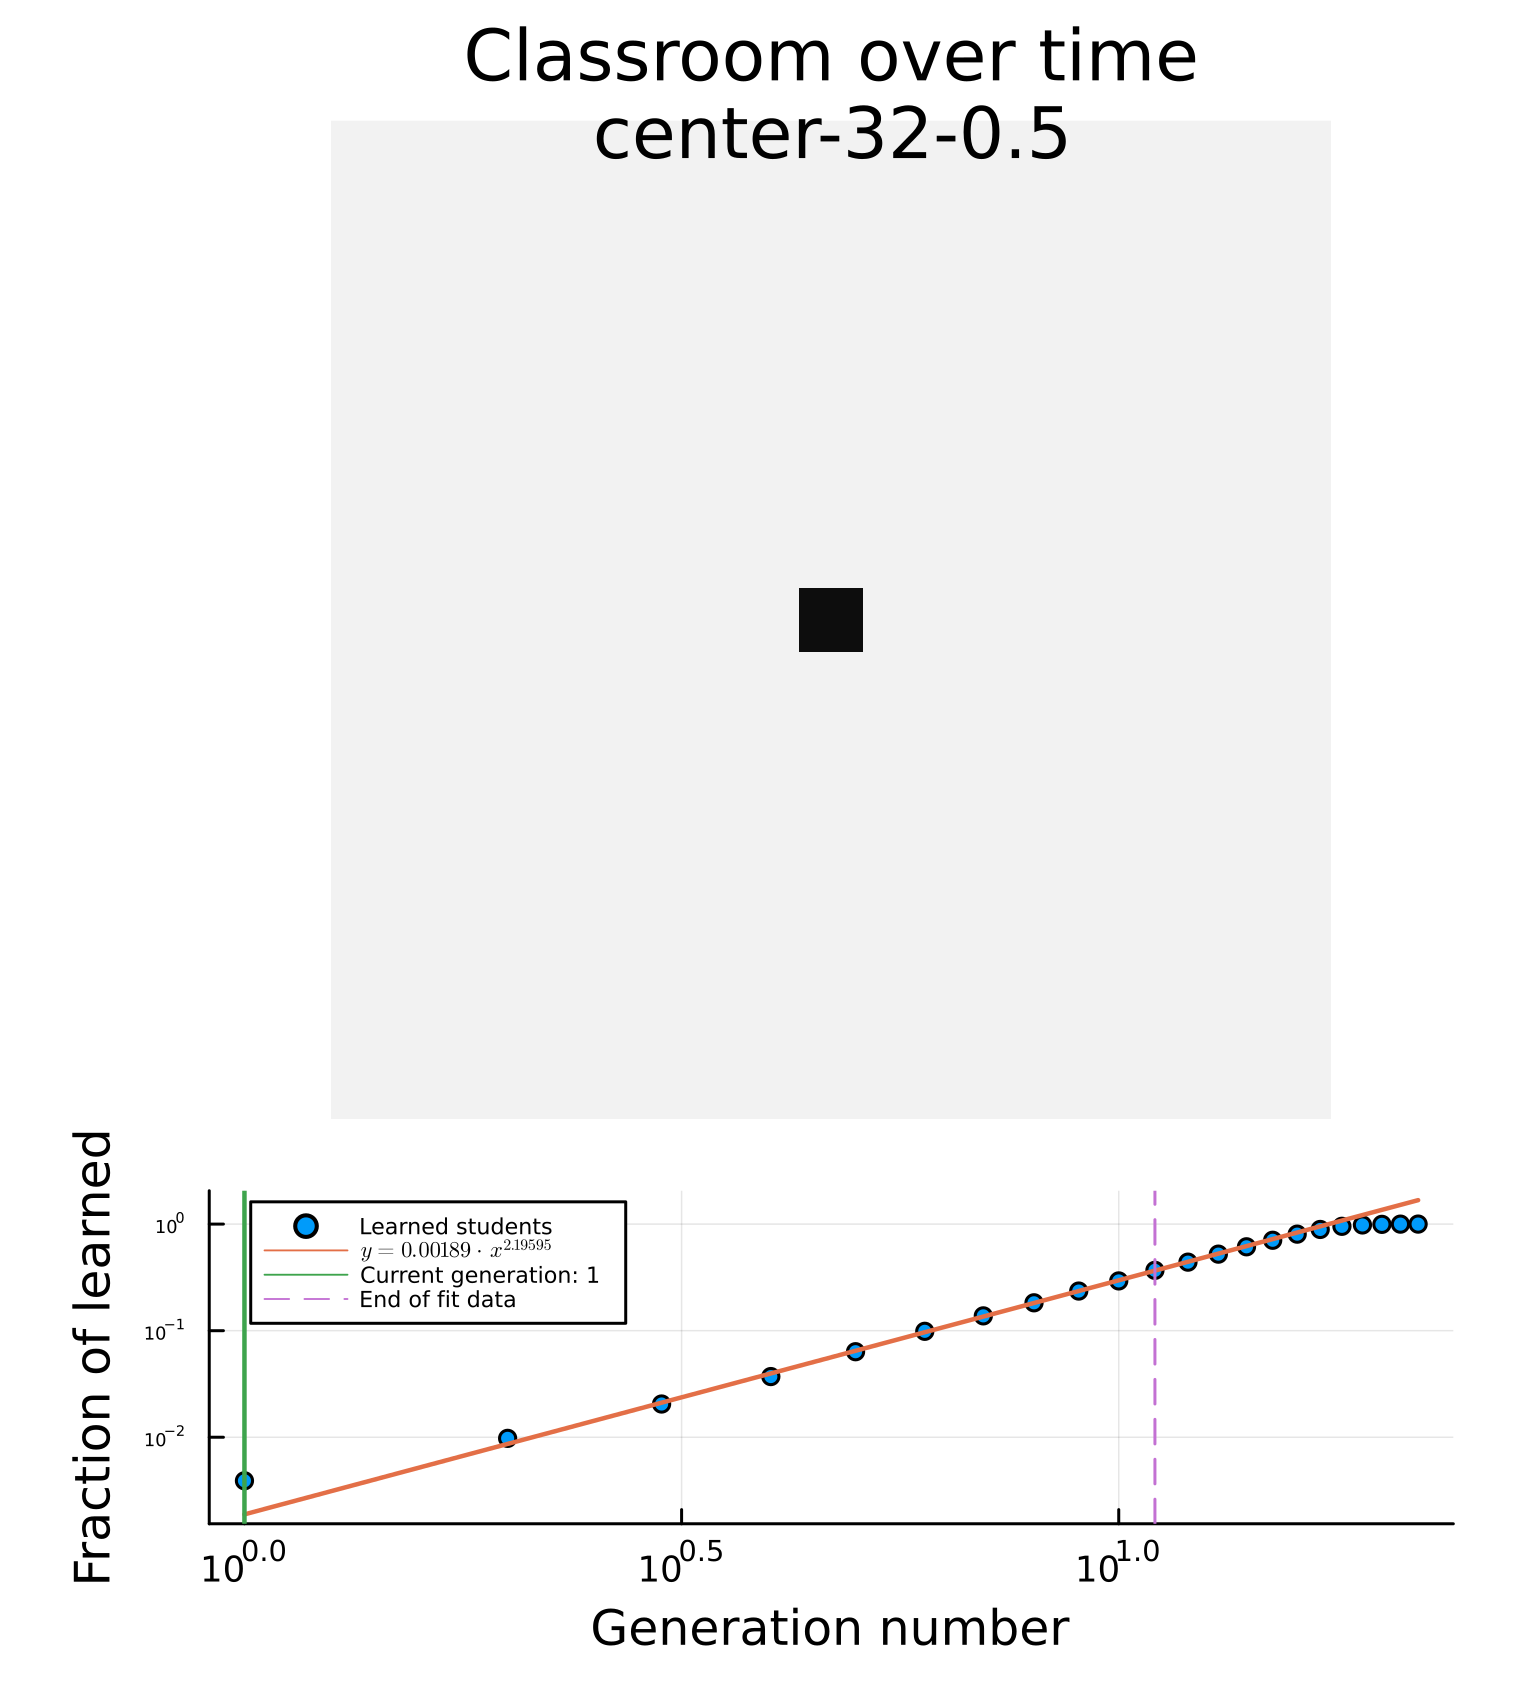 Classroom over time
center-32-0.5
Fraction of learned
10^0
10^-1
10^-2
Learned students
y = 0.00189 · x^2.19595
Current generation: 1
End of fit data
10^0.0
10^0.5
10^1.0
Generation number